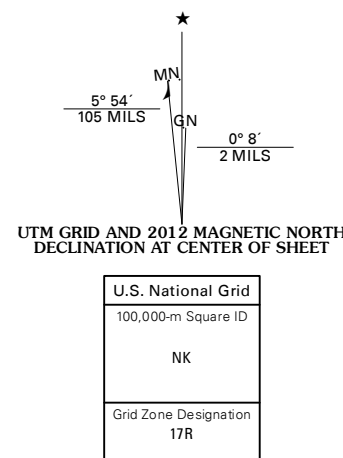 ★
MN
GN
5° 54´
105 MILS
0° 8´
2 MILS
UTM GRID AND 2012 MAGNETIC NORTH
DECLINATION AT CENTER OF SHEET
U.S. National Grid
100,000-m Square ID
NK
Grid Zone Designation
17R